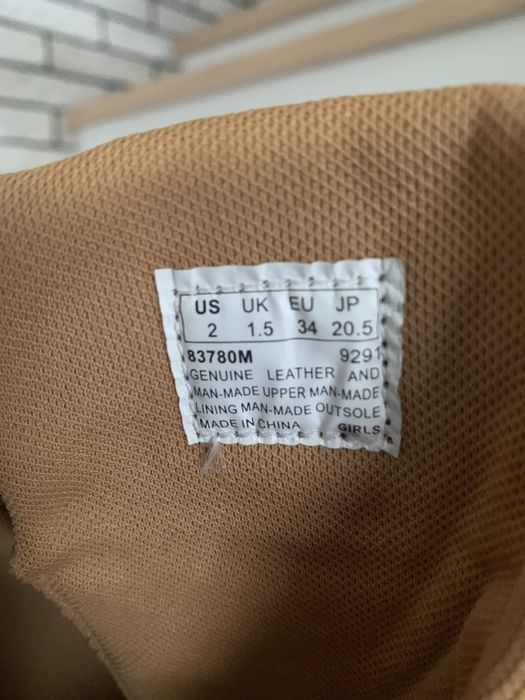 US UK EU JP
2 1.5 34 20.5
83780M 9291
GENUINE LEATHER AND
MAN-MADE UPPER MAN-MADE
LINING MAN-MADE OUTSOLE
MADE IN CHINA GIRLS